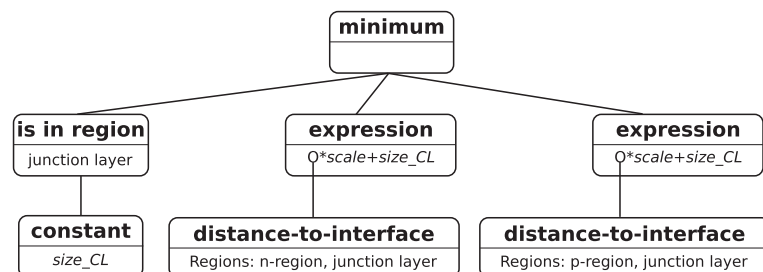 minimum
is in region
junction layer
expression
O*scale+size_CL
expression
O*scale+size_CL
constant
size_CL
distance-to-interface
Regions: n-region, junction layer
distance-to-interface
Regions: p-region, junction layer